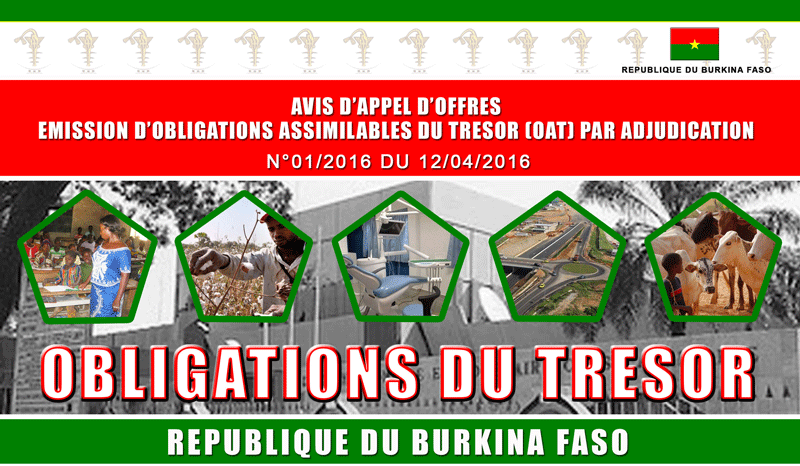 REPUBLIQUE DU BURKINA FASO
AVIS D'APPEL D'OFFRES
EMISSION D'OBLIGATIONS ASSIMILABLES DU TRESOR (OAT) PAR ADJUDICATION
N°01/2016 DU 12/04/2016
OBLIGATIONS DU TRESOR
REPUBLIQUE DU BURKINA FASO